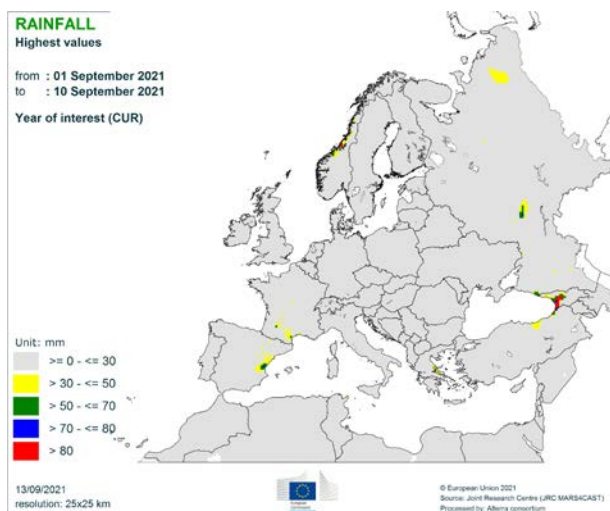 RAINFALL
Highest values
from : 01 September 2021
to : 10 September 2021
Year of interest (CUR)
Unit: mm
>= 0 - <= 30
> 30 - <= 50
> 50 - <= 70
> 70 - <= 80
> 80
13/09/2021
resolution: 25x25 km
© European Union 2021
Source: Joint Research Centre (JRC MARS4CAST)
Processed by: Alterra consortium